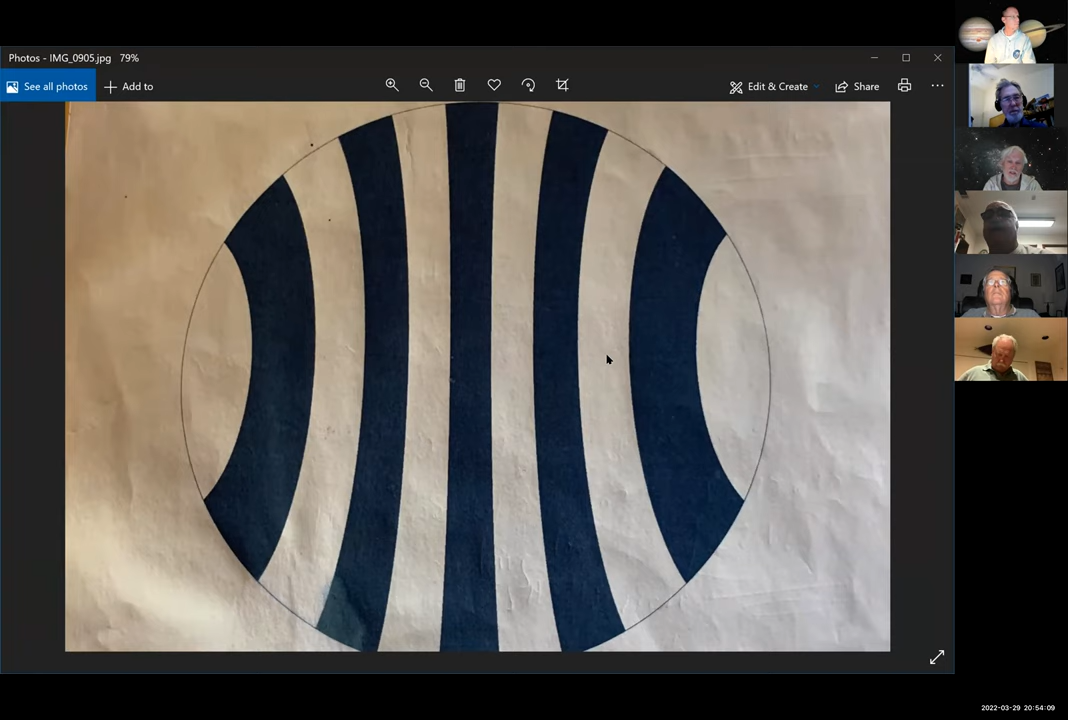 Photos - IMG_0905.jpg 79%
See all photos
Add to
Edit & Create
Share
2022-03-29 20:54:09